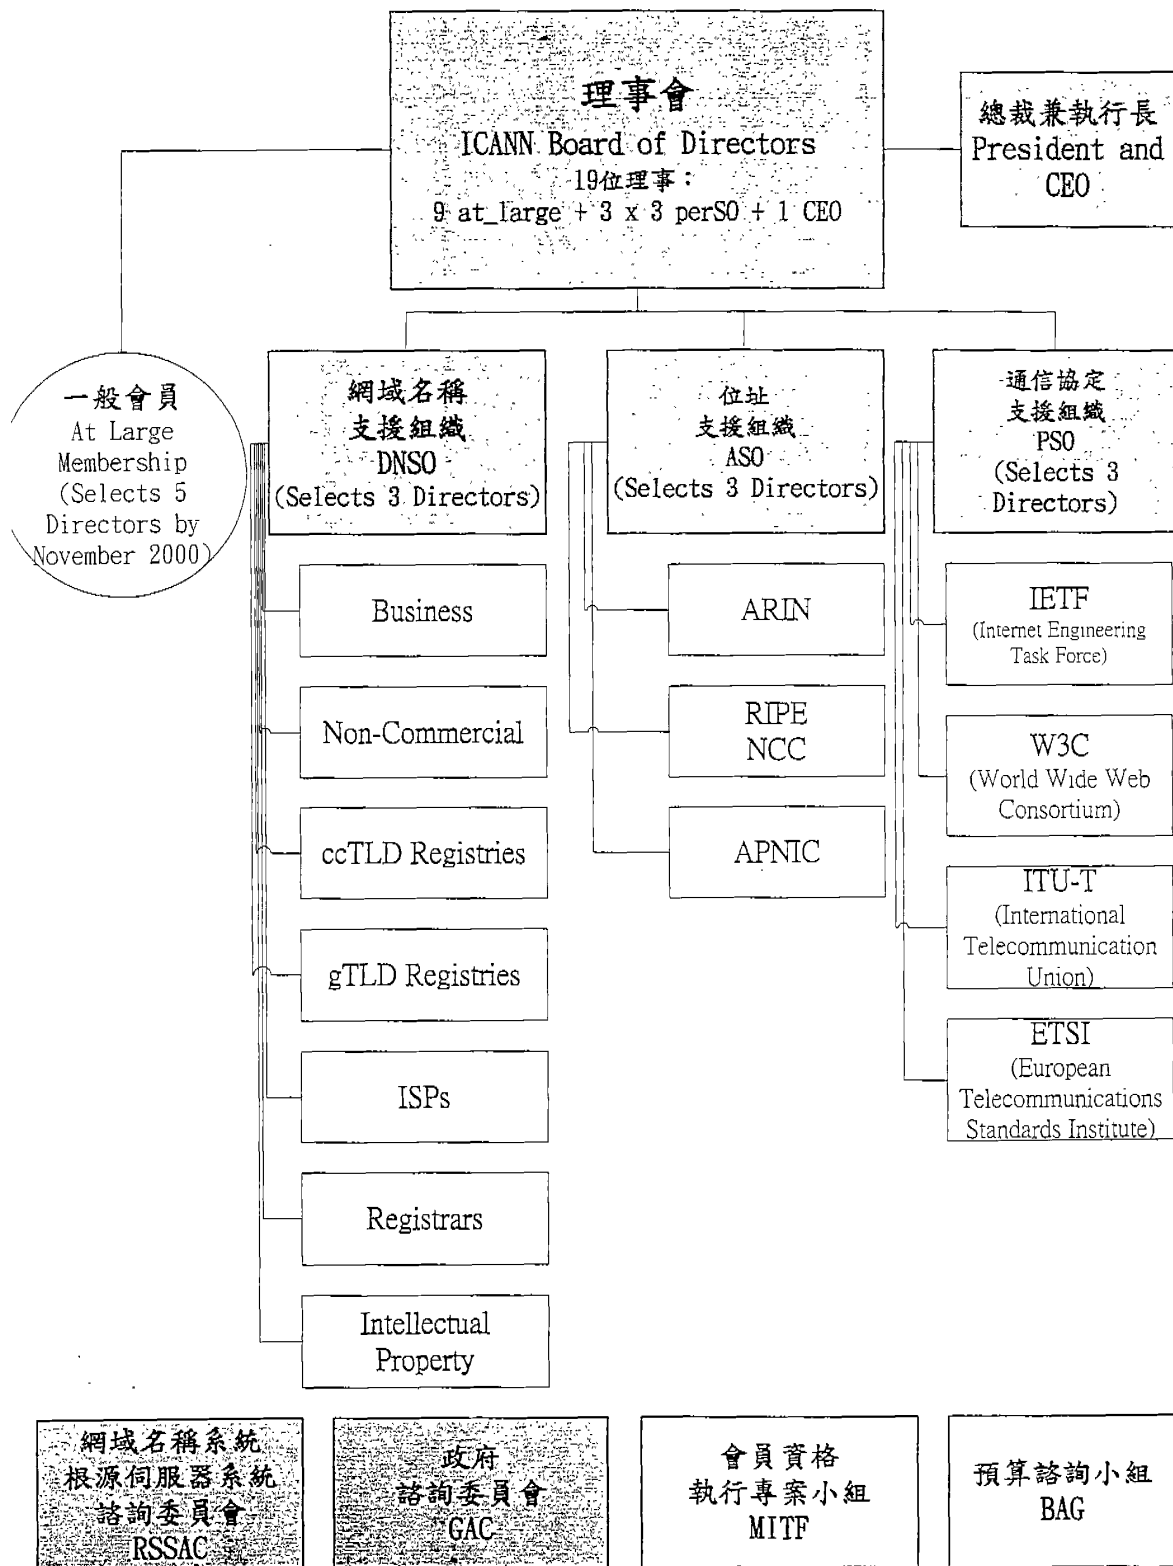 理事會
ICANN Board of Directors
19位理事：
9 at_large + 3 x 3 perSO + 1 CEO
總裁兼執行長
President and
CEO
一般會員
At Large
Membership
(Selects 5
Directors by
November 2000)
網域名稱
支援組織
DNSO
(Selects 3 Directors)
位址
支援組織
ASO
(Selects 3 Directors)
通信協定
支援組織
PSO
(Selects 3
Directors)
Business
Non-Commercial
ccTLD Registries
gTLD Registries
ISPs
Registrars
Intellectual
Property
ARIN
RIPE
NCC
APNIC
IETF
(Internet Engineering
Task Force)
W3C
(World Wide Web
Consortium)
ITU-T
(International
Telecommunication
Union)
ETSI
(European
Telecommunications
Standards Institute)
網域名稱系統
根源伺服器系統
諮詢委員會
RSSAC
政府
諮詢委員會
GAC
會員資格
執行專案小組
MITF
預算諮詢小組
BAG